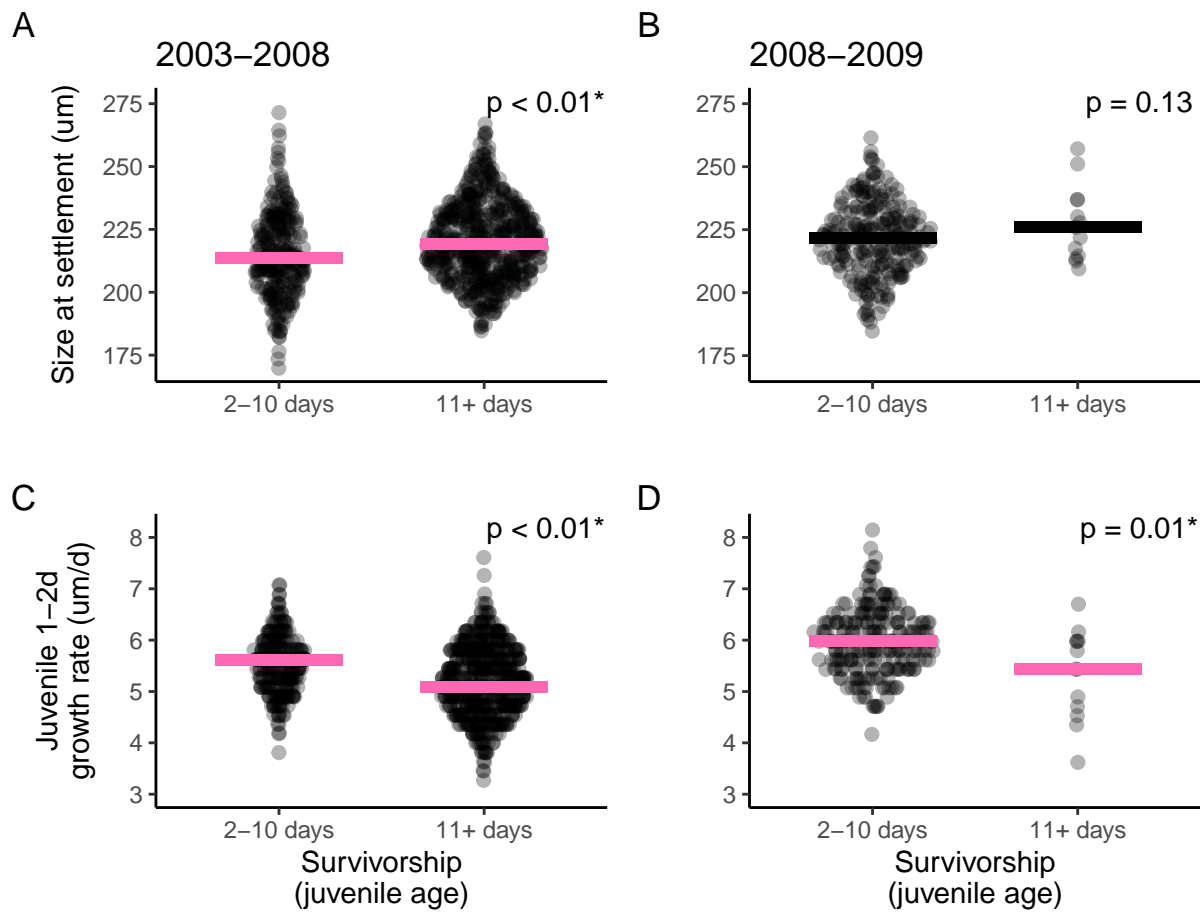 A
B
2003–2008
2008–2009
p < 0.01*
p = 0.13
Size at settlement (um)
275
250
225
200
175
275
250
225
200
175
2–10 days
11+ days
2–10 days
11+ days
C
D
p < 0.01*
p = 0.01*
Juvenile 1–2d
growth rate (um/d)
8
7
6
5
4
3
8
7
6
5
4
3
2–10 days
11+ days
2–10 days
11+ days
Survivorship
(juvenile age)
Survivorship
(juvenile age)